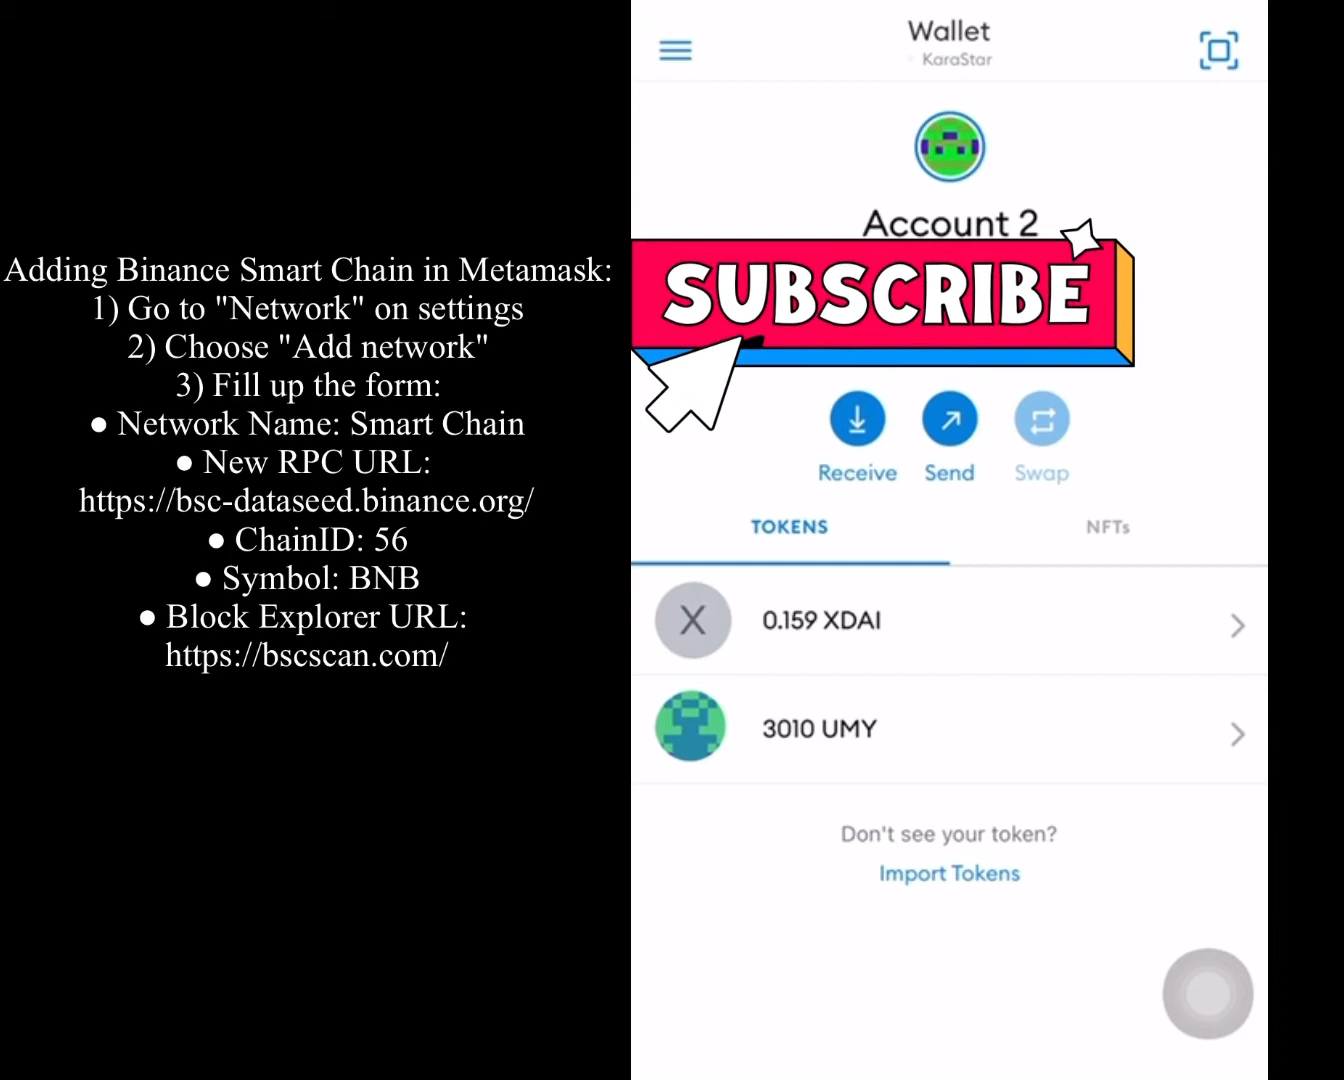 Adding Binance Smart Chain in Metamask:
1) Go to "Network" on settings
2) Choose "Add network"
3) Fill up the form:
● Network Name: Smart Chain
● New RPC URL:
https://bsc-dataseed.binance.org/
● ChainID: 56
● Symbol: BNB
● Block Explorer URL:
https://bscscan.com/
Wallet
KaraStar
Account 2
SUBSCRIBE
Receive
Send
Swap
TOKENS
NFTs
X
0.159 XDAI
3010 UMY
Don't see your token?
Import Tokens